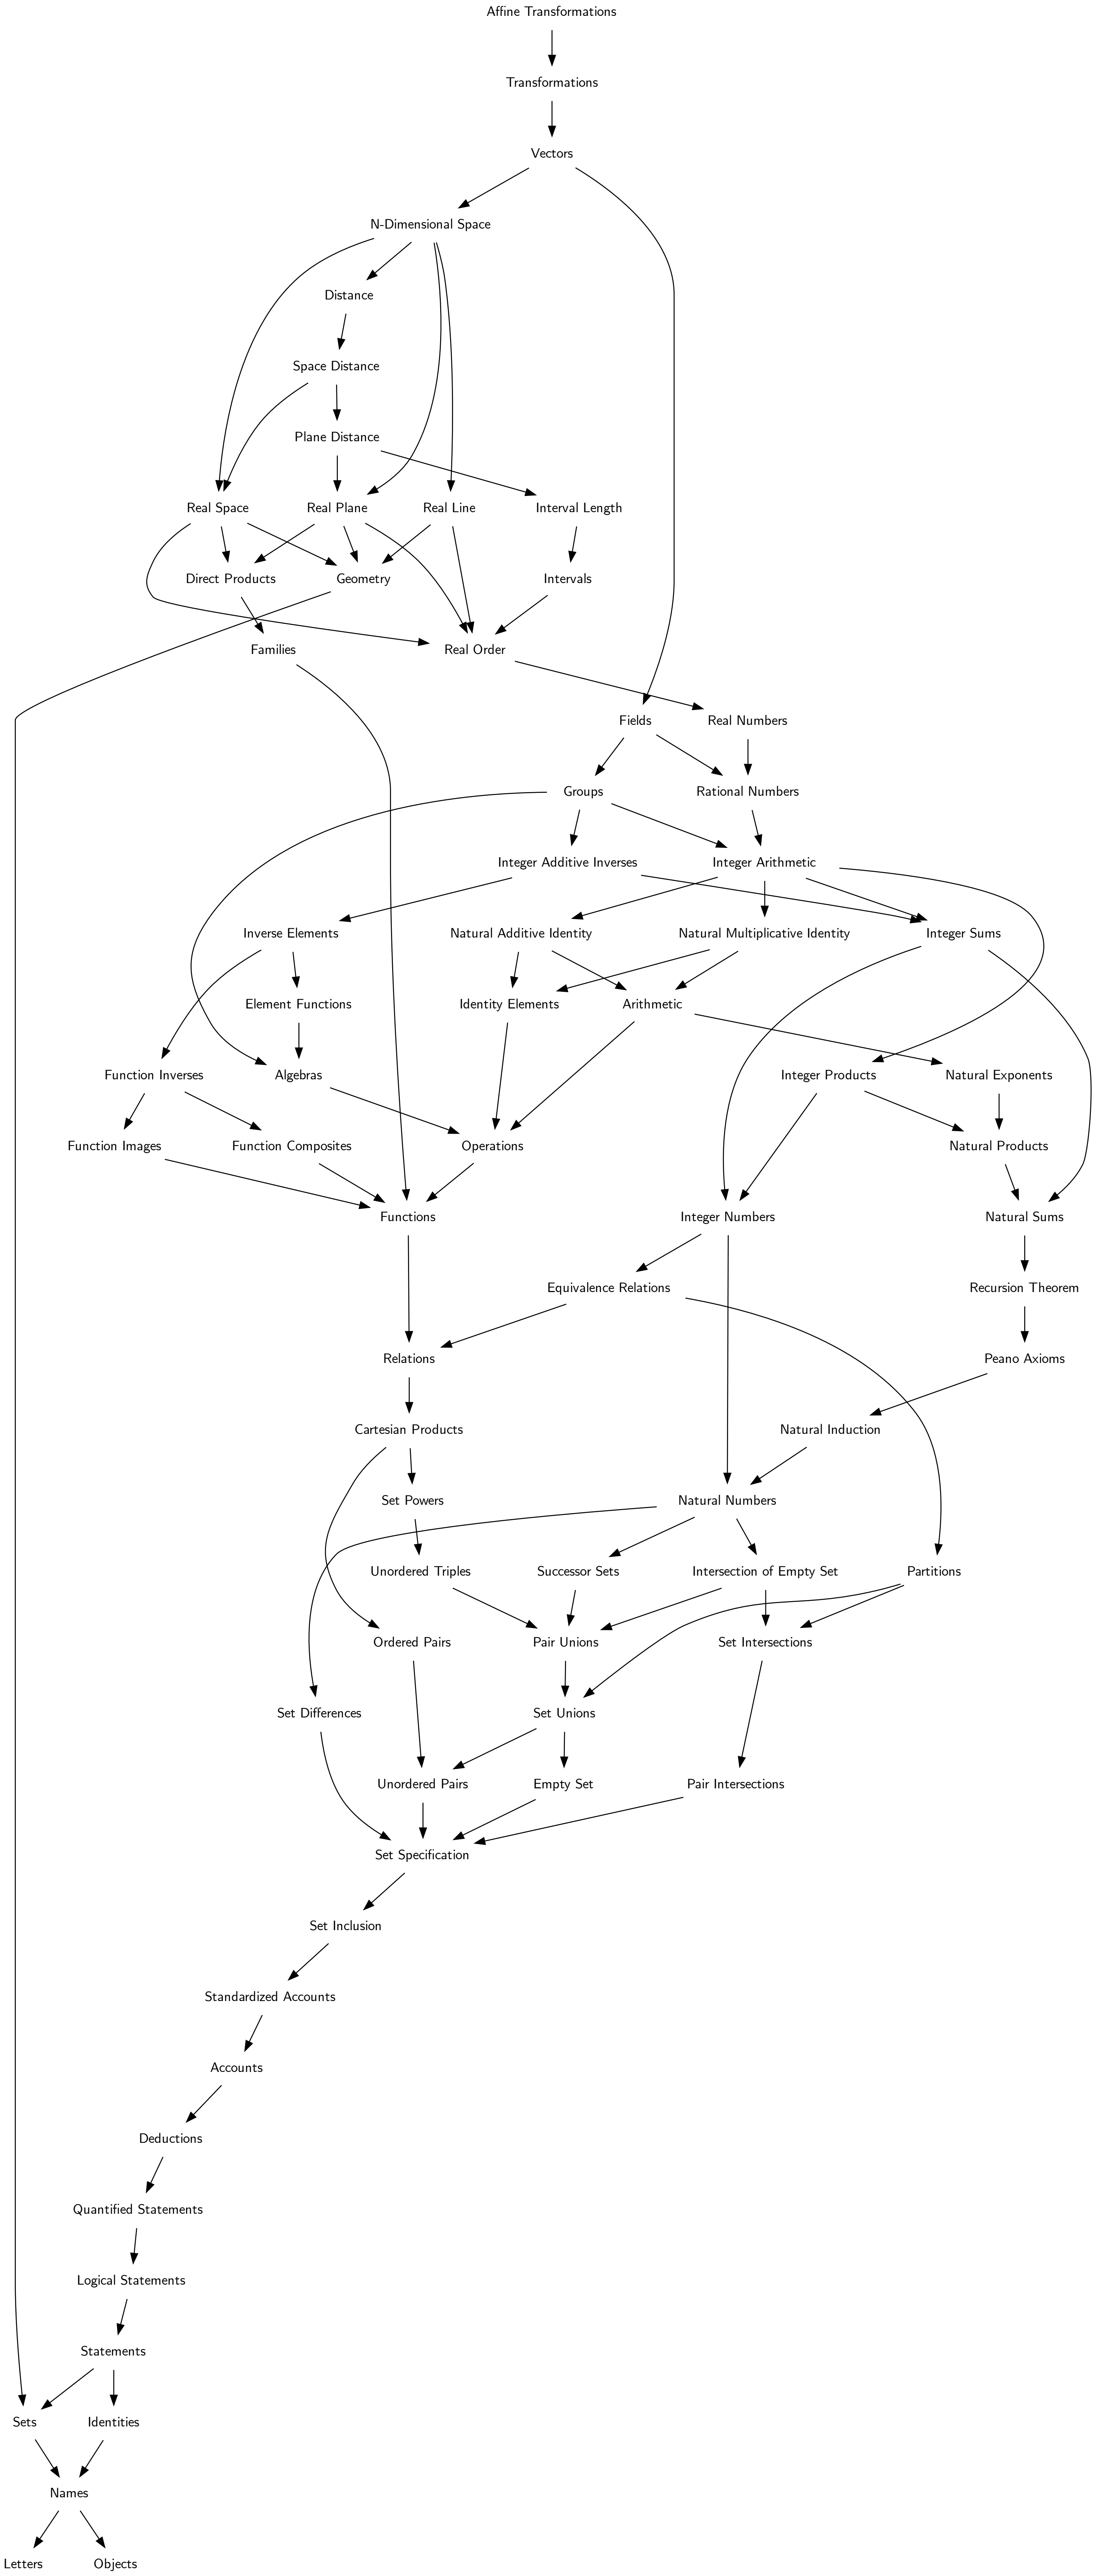 Affine Transformations
Transformations
Vectors
N-Dimensional Space
Distance
Space Distance
Plane Distance
Real Space
Real Plane
Real Line
Interval Length
Direct Products
Geometry
Intervals
Families
Real Order
Fields
Real Numbers
Groups
Rational Numbers
Integer Additive Inverses
Integer Arithmetic
Inverse Elements
Natural Additive Identity
Natural Multiplicative Identity
Integer Sums
Element Functions
Identity Elements
Arithmetic
Function Inverses
Algebras
Integer Products
Natural Exponents
Function Images
Function Composites
Operations
Natural Products
Functions
Integer Numbers
Natural Sums
Equivalence Relations
Recursion Theorem
Relations
Peano Axioms
Cartesian Products
Natural Induction
Set Powers
Natural Numbers
Unordered Triples
Successor Sets
Intersection of Empty Set
Partitions
Ordered Pairs
Pair Unions
Set Intersections
Set Differences
Set Unions
Unordered Pairs
Empty Set
Pair Intersections
Set Specification
Set Inclusion
Standardized Accounts
Accounts
Deductions
Quantified Statements
Logical Statements
Statements
Sets
Identities
Names
Letters
Objects